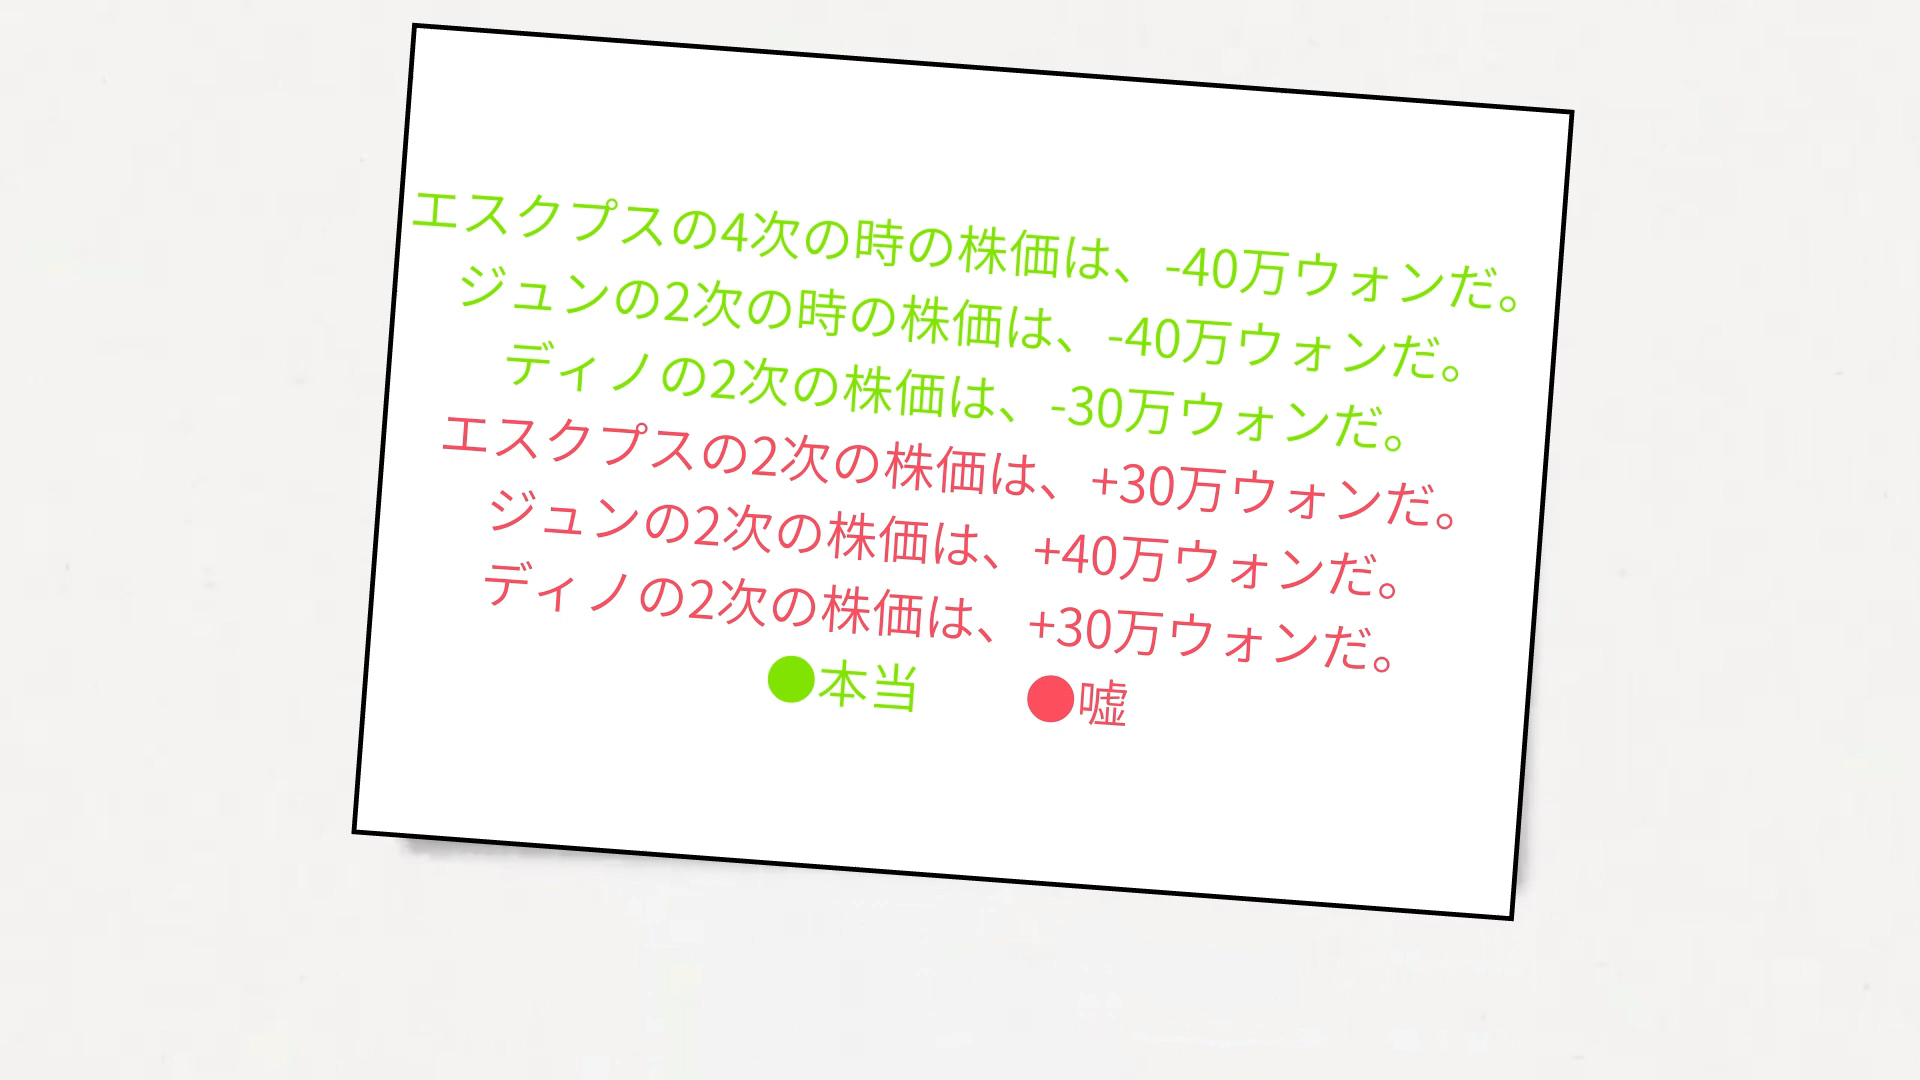 エスクプスの4次の時の株価は、-40万ウォンだ。
ジュンの2次の時の株価は、-40万ウォンだ。
ディノの2次の株価は、-30万ウォンだ。
エスクプスの2次の株価は、+30万ウォンだ。
ジュンの2次の株価は、+40万ウォンだ。
ディノの2次の株価は、+30万ウォンだ。
●本当 ●嘘